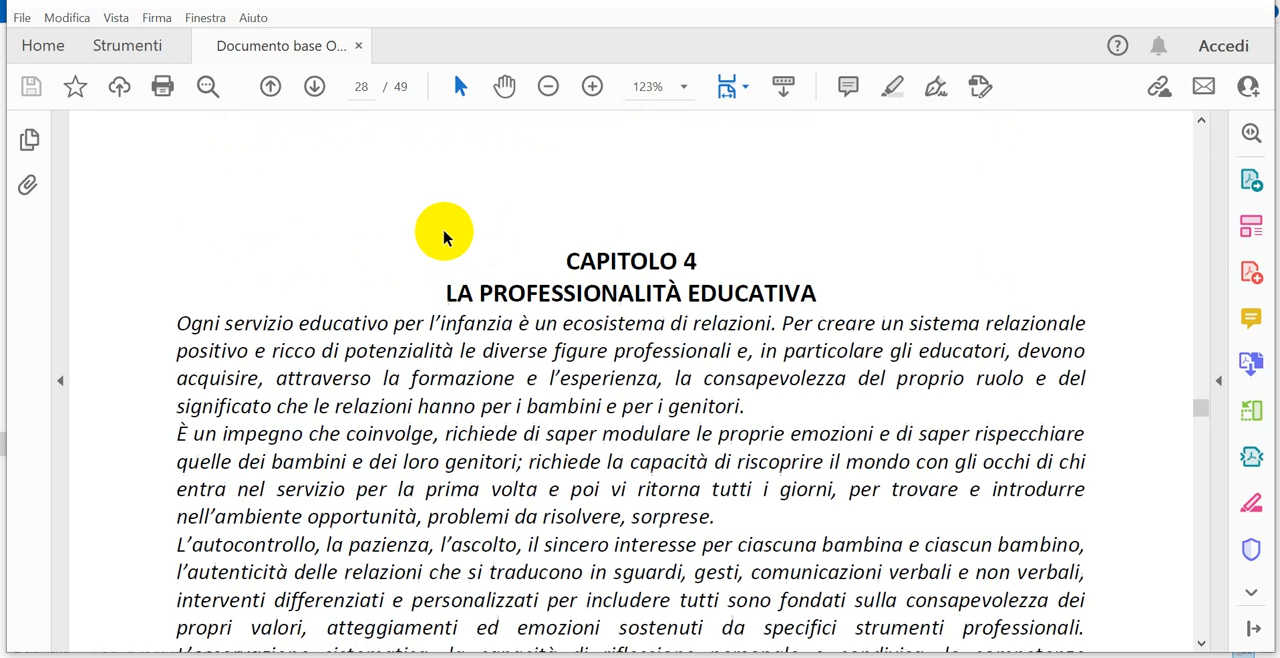 File Modifica Vista Firma Finestra Aiuto
Home Strumenti Documento base O... × Accedi
28 / 49 123%
CAPITOLO 4
LA PROFESSIONALITÀ EDUCATIVA
Ogni servizio educativo per l’infanzia è un ecosistema di relazioni. Per creare un sistema relazionale
positivo e ricco di potenzialità le diverse figure professionali e, in particolare gli educatori, devono
acquisire, attraverso la formazione e l’esperienza, la consapevolezza del proprio ruolo e del
significato che le relazioni hanno per i bambini e per i genitori.
È un impegno che coinvolge, richiede di saper modulare le proprie emozioni e di saper rispecchiare
quelle dei bambini e dei loro genitori; richiede la capacità di riscoprire il mondo con gli occhi di chi
entra nel servizio per la prima volta e poi vi ritorna tutti i giorni, per trovare e introdurre
nell’ambiente opportunità, problemi da risolvere, sorprese.
L’autocontrollo, la pazienza, l’ascolto, il sincero interesse per ciascuna bambina e ciascun bambino,
l’autenticità delle relazioni che si traducono in sguardi, gesti, comunicazioni verbali e non verbali,
interventi differenziati e personalizzati per includere tutti sono fondati sulla consapevolezza dei
propri valori, atteggiamenti ed emozioni sostenuti da specifici strumenti professionali.